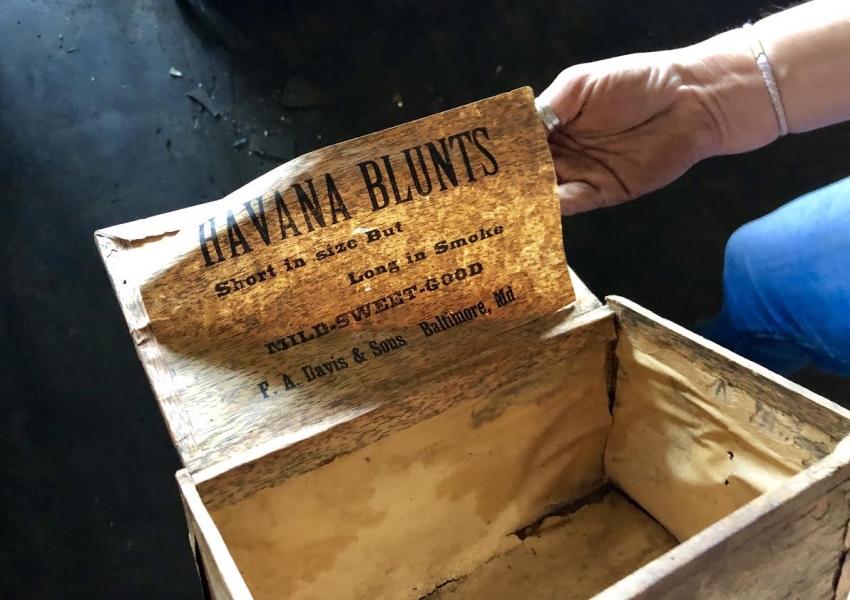 HAVANA BLUNTS
Short in size But
Long in Smoke
MILD-SWEET-GOOD
P. A. Davis & Sons Baltimore, Md.